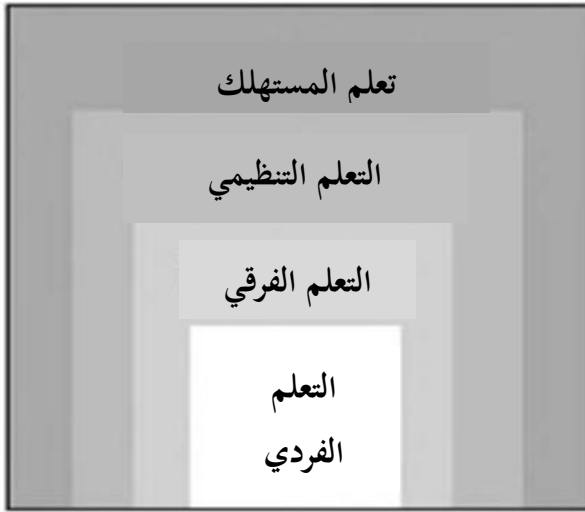 تعلم المستهلك
التعلم التنظيمي
التعلم الفرقي
التعلم
الفردي